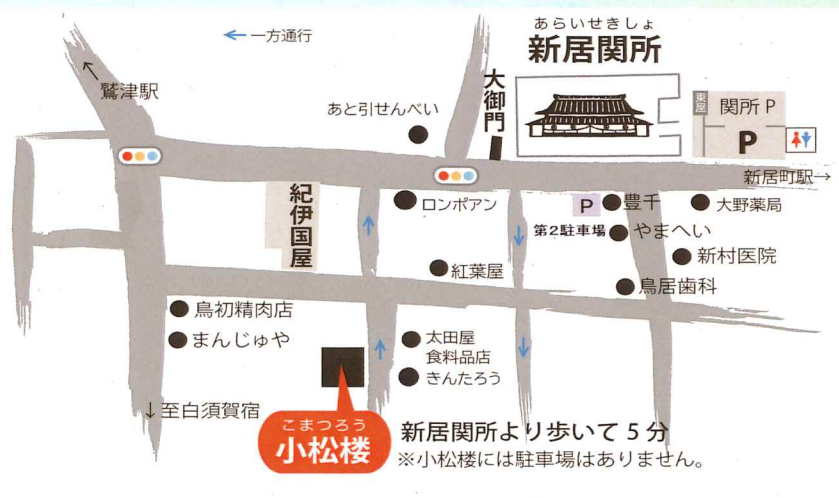 ←一方通行
あらいせきしょ
新居関所
鷲津駅
大御門
あと引せんべい
東屋
関所 P
P
新居町駅→
紀伊国屋
ロンポアン
P
豊千
大野薬局
第2駐車場
やまへい
新村医院
紅葉屋
鳥居歯科
鳥初精肉店
まんじゅや
太田屋
食料品店
きんたろう
↓至白須賀宿
こまつろう
小松楼
新居関所より歩いて 5 分
※小松楼には駐車場はありません。